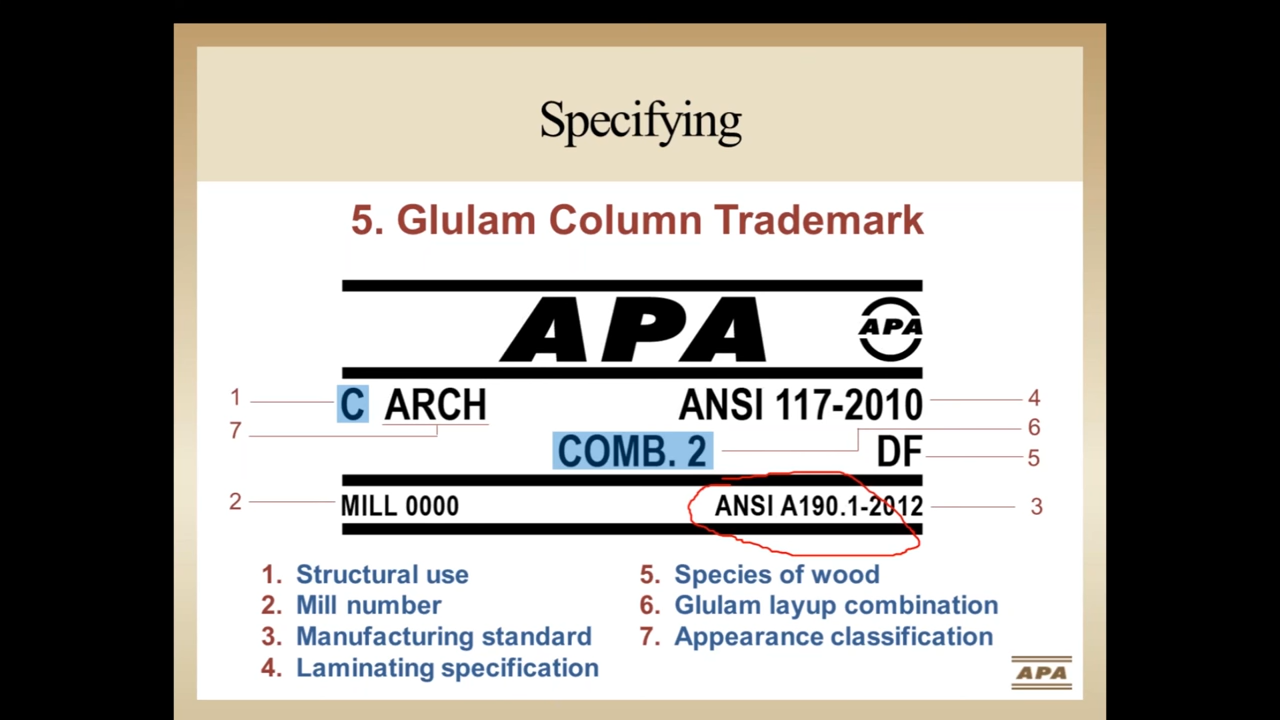 Specifying
5. Glulam Column Trademark
APA APA
1 C ARCH ANSI 117-2010 4
7 6
COMB. 2 DF 5
2 MILL 0000 ANSI A190.1-2012 3
1. Structural use
2. Mill number
3. Manufacturing standard
4. Laminating specification
5. Species of wood
6. Glulam layup combination
7. Appearance classification
APA